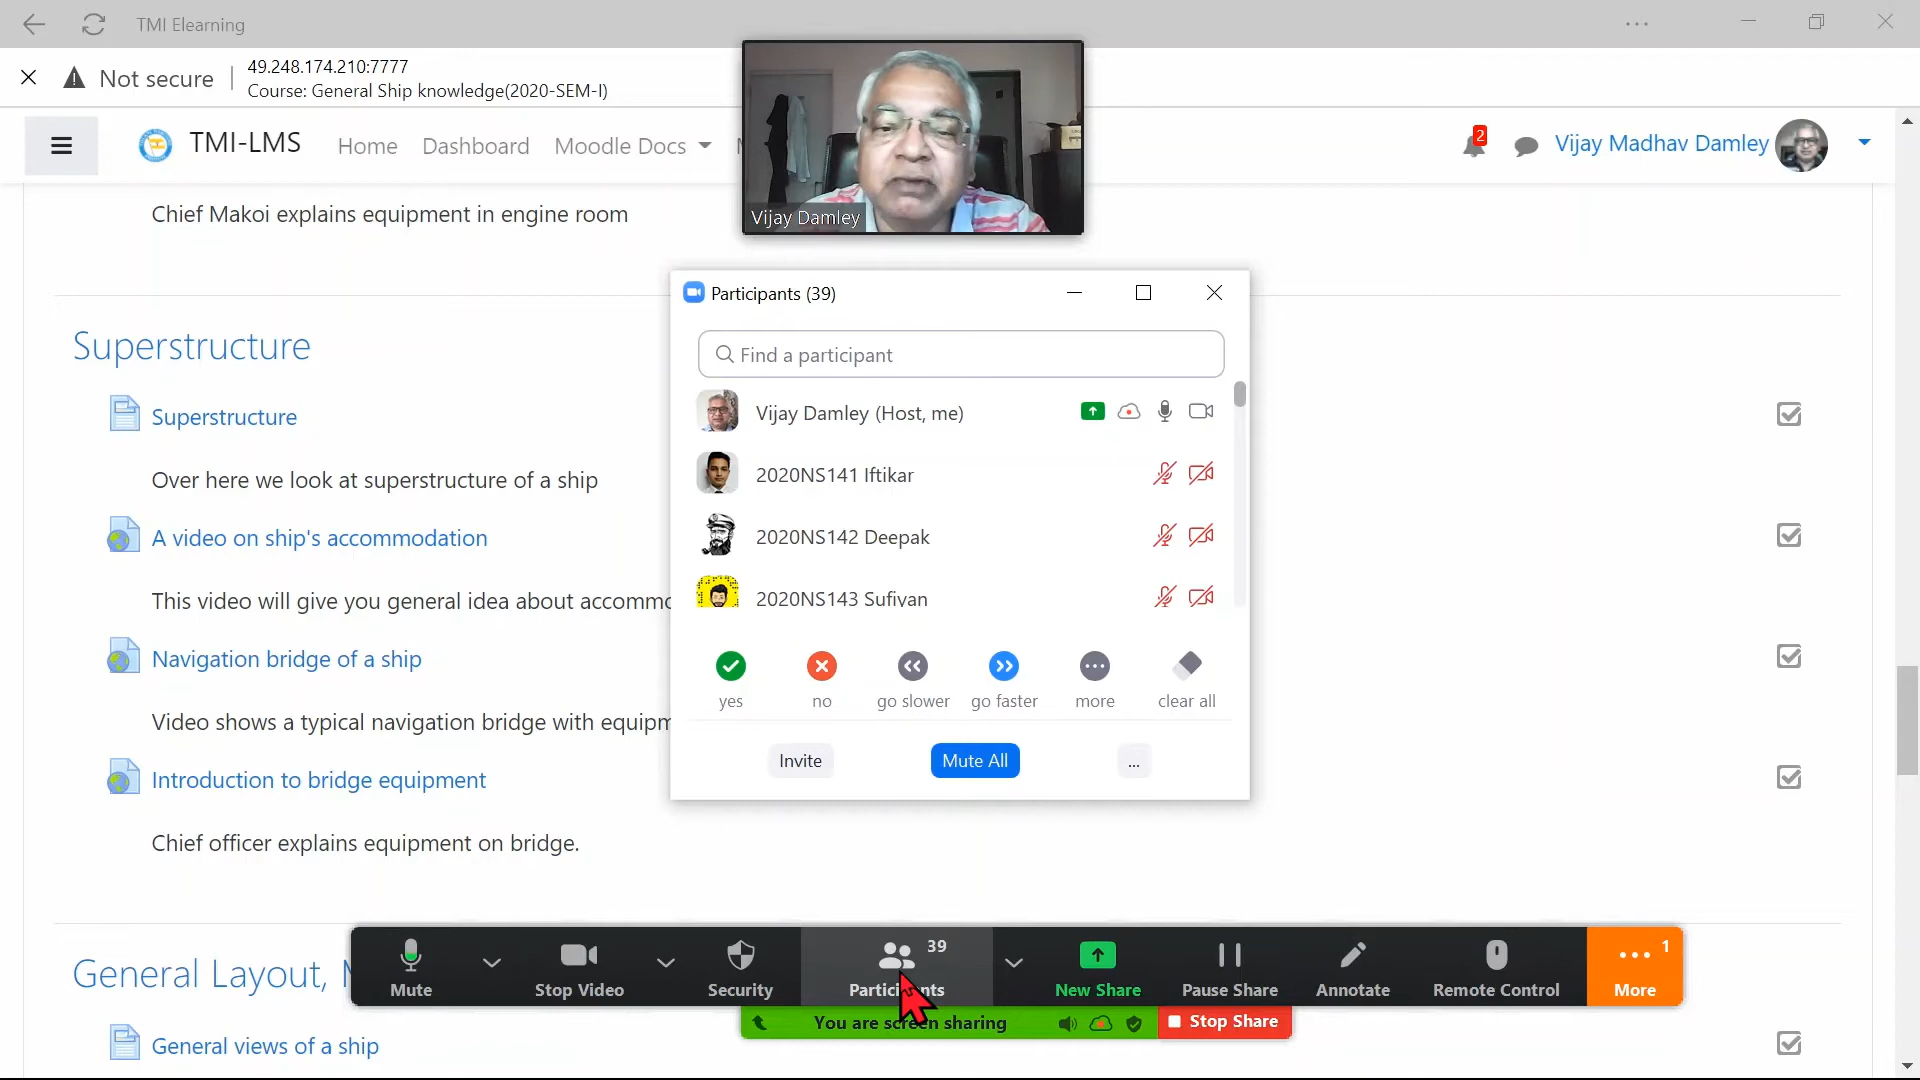 TMI Elearning
Not secure
49.248.174.210:7777
Course: General Ship knowledge(2020-SEM-I)
TMI-LMS
Home
Dashboard
Moodle Docs
2
Vijay Madhav Damley
Vijay Damley
Chief Makoi explains equipment in engine room
Participants (39)
Find a participant
Vijay Damley (Host, me)
2020NS141 Iftikar
2020NS142 Deepak
2020NS143 Sufiyan
yes
no
go slower
go faster
more
clear all
Invite
Mute All
...
Superstructure
Superstructure
Over here we look at superstructure of a ship
A video on ship's accommodation
This video will give you general idea about accommo
Navigation bridge of a ship
Video shows a typical navigation bridge with equipm
Introduction to bridge equipment
Chief officer explains equipment on bridge.
General Layout,
General views of a ship
Mute
Stop Video
Security
39
Participants
New Share
Pause Share
Annotate
Remote Control
1
More
You are screen sharing
Stop Share